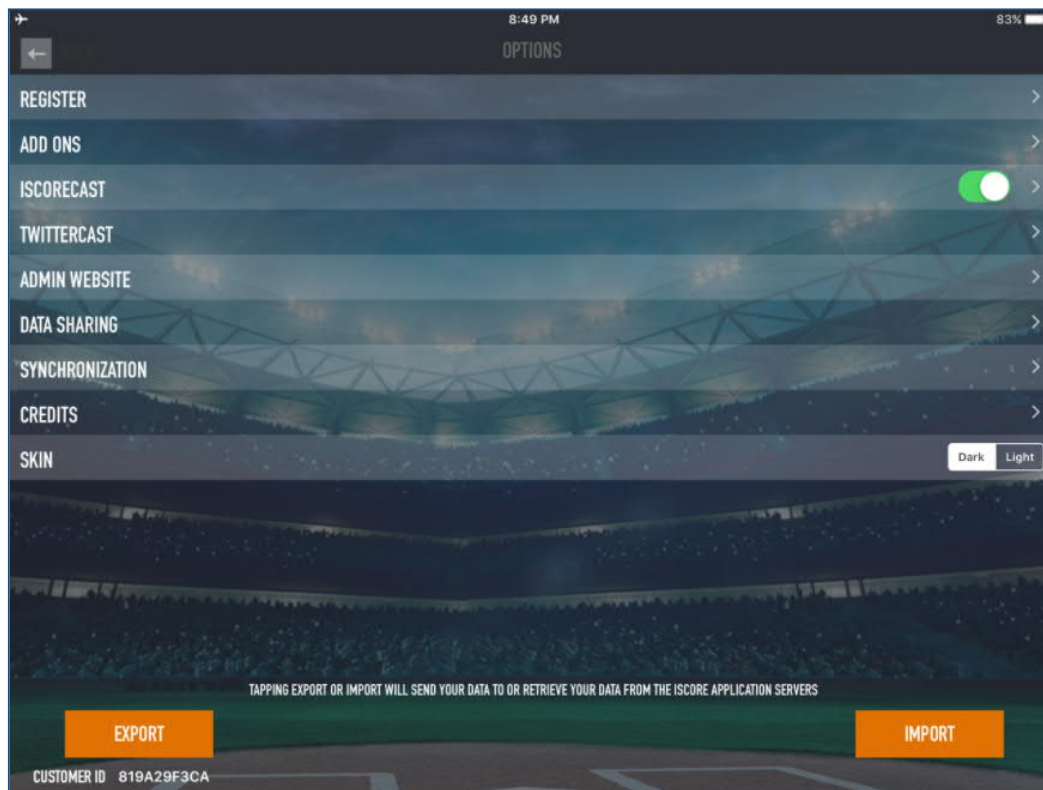 8:49 PM 83%
OPTIONS
REGISTER
ADD ONS
ISCORECAST
TWITTERCAST
ADMIN WEBSITE
DATA SHARING
SYNCHRONIZATION
CREDITS
SKIN Dark Light
TAPPING EXPORT OR IMPORT WILL SEND YOUR DATA TO OR RETRIEVE YOUR DATA FROM THE ISCORE APPLICATION SERVERS
EXPORT IMPORT
CUSTOMER ID 819A29F3CA